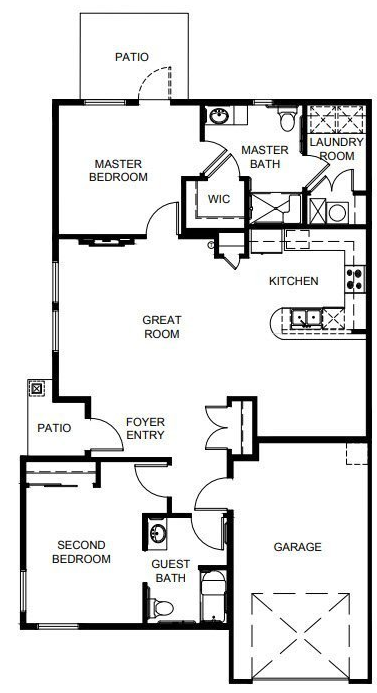 PATIO
MASTER
BEDROOM
MASTER
BATH
LAUNDRY
ROOM
WIC
KITCHEN
GREAT
ROOM
PATIO
FOYER
ENTRY
SECOND
BEDROOM
GUEST
BATH
GARAGE